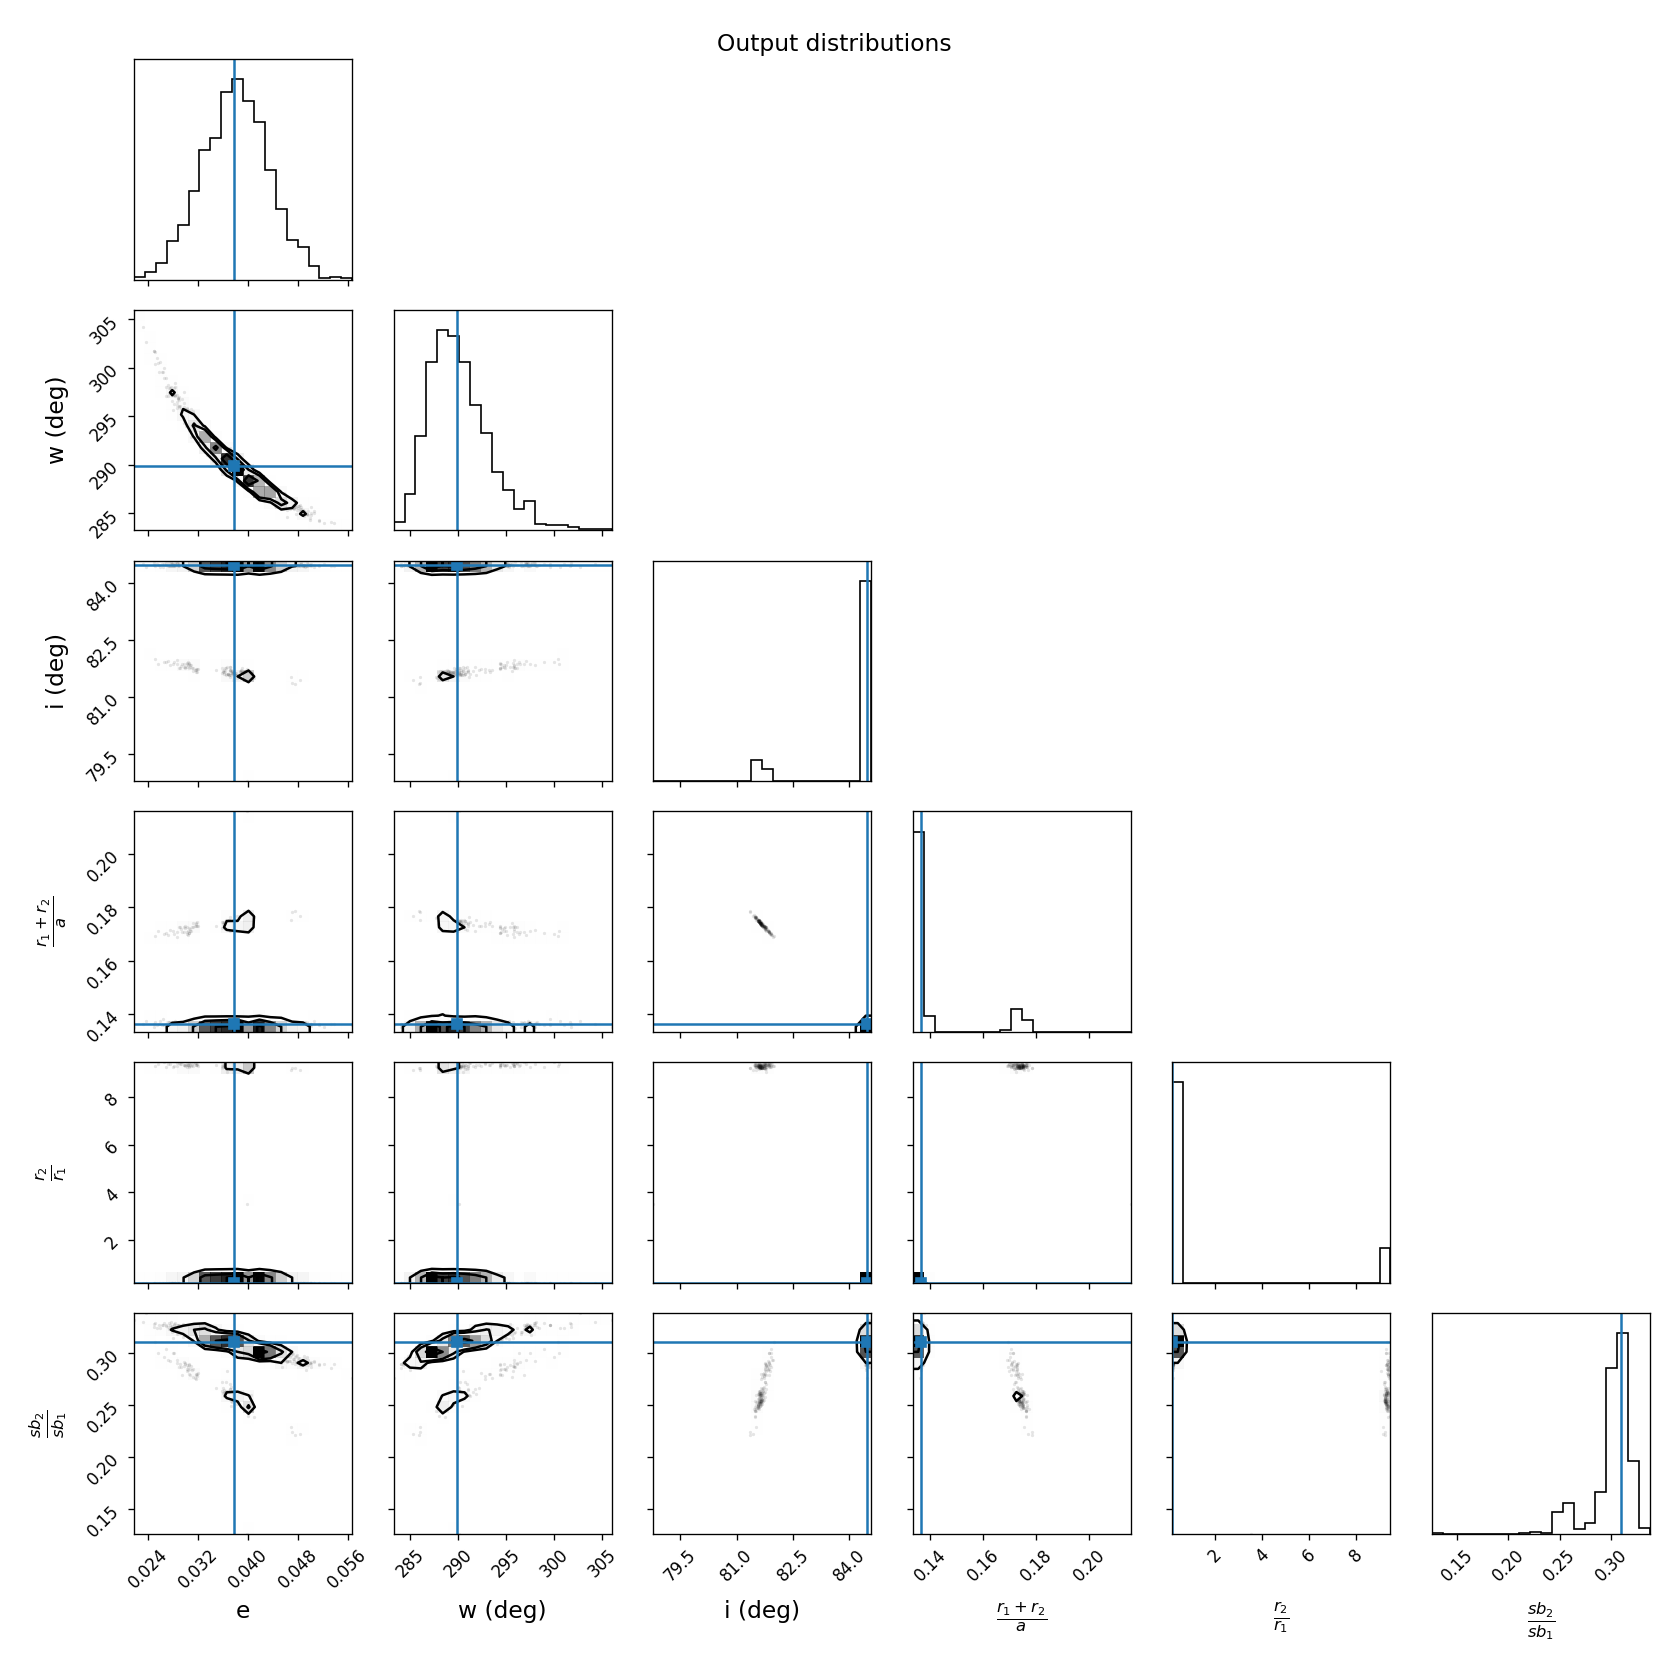 Output distributions
305
300
295
290
285
w (deg)
84.0
82.5
81.0
79.5
i (deg)
0.20
0.18
0.16
0.14
r₁ + r₂
a
8
6
4
2
r₂
r₁
0.30
0.25
0.20
0.15
sb₂
sb₁
0.024 0.032 0.040 0.048 0.056
285 290 295 300 305
79.5 81.0 82.5 84.0
0.14 0.16 0.18 0.20
2 4 6 8
0.15 0.20 0.25 0.30
e
w (deg)
i (deg)
r₁ + r₂
a
r₂
r₁
sb₂
sb₁